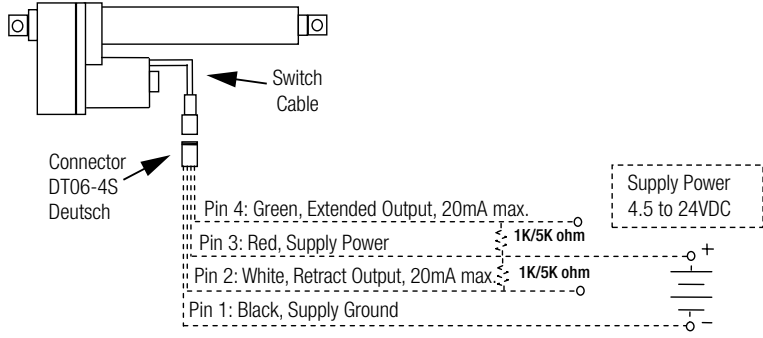 Switch
Cable
Connector
DT06-4S
Deutsch
Supply Power
4.5 to 24VDC
Pin 4: Green, Extended Output, 20mA max.
1K/5K ohm
Pin 3: Red, Supply Power
+
Pin 2: White, Retract Output, 20mA max.
1K/5K ohm
Pin 1: Black, Supply Ground
–